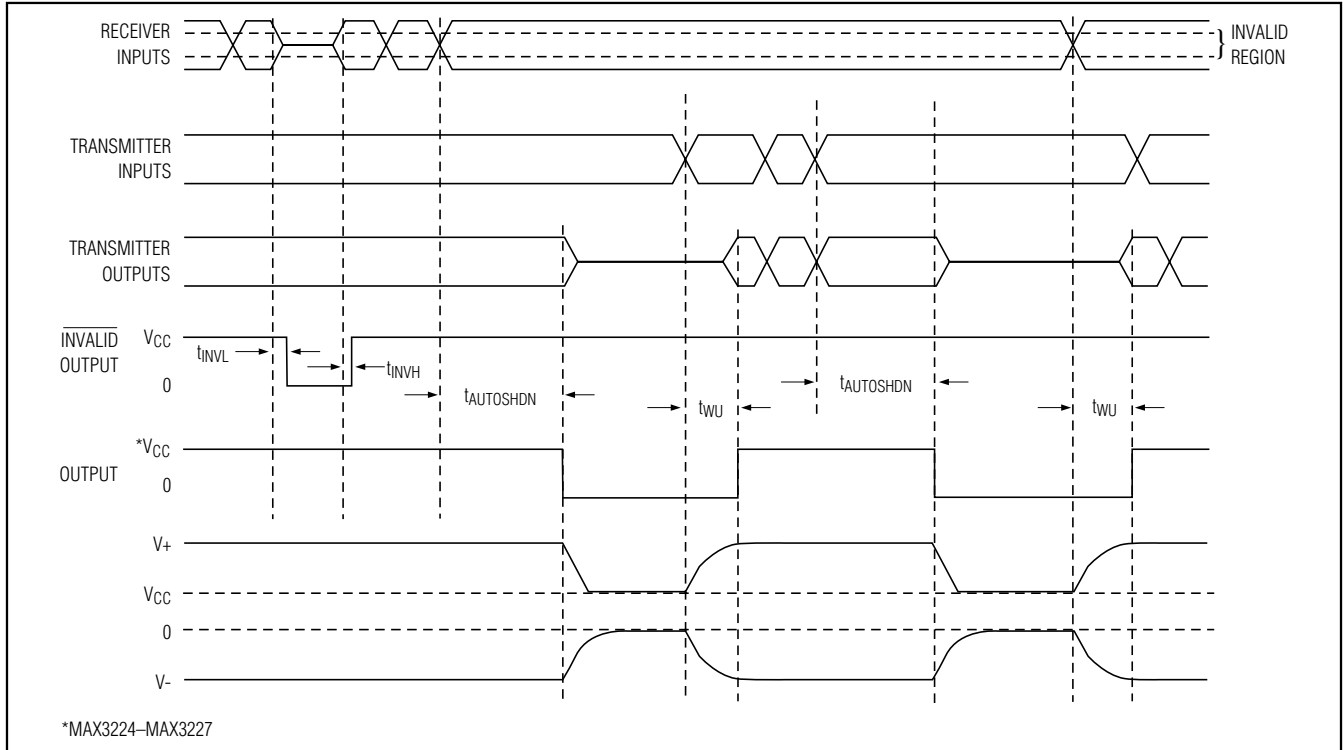 RECEIVER
INPUTS
} INVALID
REGION
TRANSMITTER
INPUTS
TRANSMITTER
OUTPUTS
INVALID
OUTPUT
VCC
0
tINVL
tINVH
tAUTOSHDN
tWU
tAUTOSHDN
tWU
OUTPUT
*VCC
0
V+
VCC
0
V-
*MAX3224–MAX3227